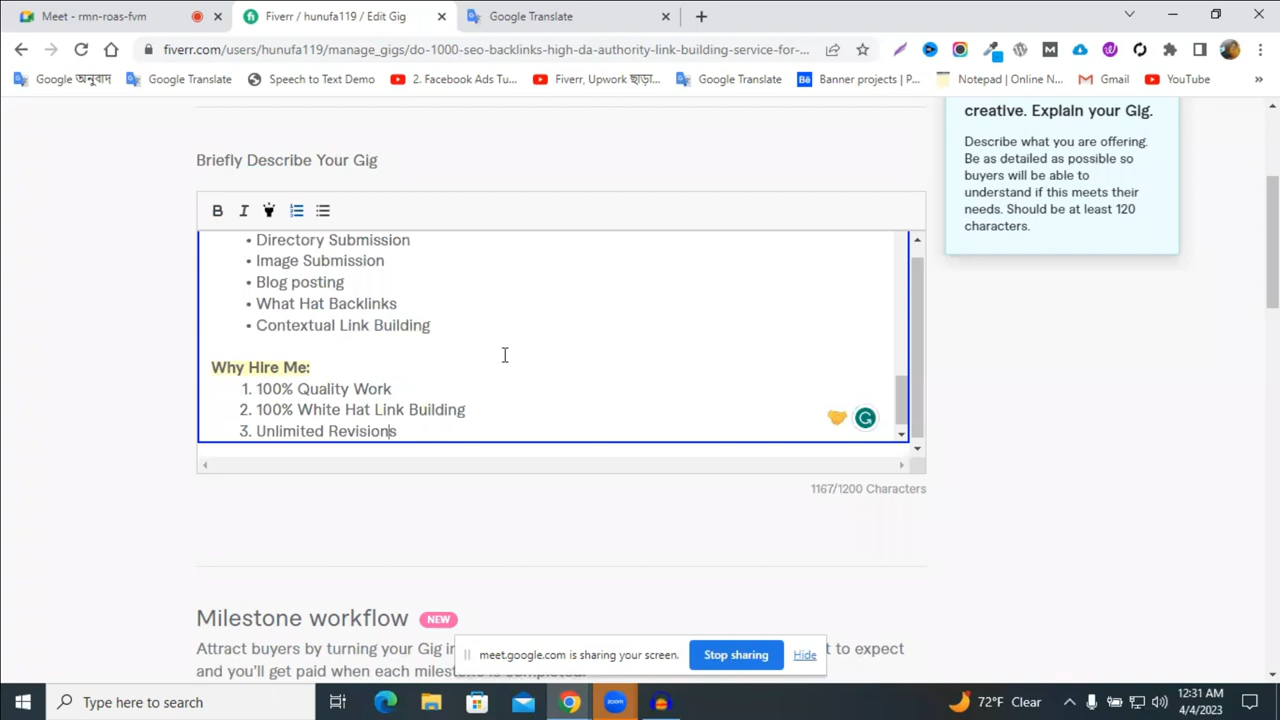 Meet - rmn-roas-fvm
Fiverr / hunufa119 / Edit Gig
Google Translate
fiverr.com/users/hunufa119/manage_gigs/do-1000-seo-backlinks-high-da-authority-link-building-service-for-...
Google অনুবাদ
Google Translate
Speech to Text Demo
2. Facebook Ads Tu...
Fiverr, Upwork ছাড়া...
Google Translate
Banner projects | P...
Notepad | Online N...
Gmail
YouTube
»
creative. Explain your Gig.
Describe what you are offering.
Be as detailed as possible so
buyers will be able to
understand if this meets their
needs. Should be at least 120
characters.
Briefly Describe Your Gig
B I
• Directory Submission
• Image Submission
• Blog posting
• What Hat Backlinks
• Contextual Link Building
Why HIre Me:
1. 100% Quality Work
2. 100% White Hat Link Building
3. Unlimited Revisions
1167/1200 Characters
Milestone workflow NEW
Attract buyers by turning your Gig in
t to expect
and you'll get paid when each milestone is completed.
meet.google.com is sharing your screen.
Stop sharing
Hide
Type here to search
72°F Clear
12:31 AM
4/4/2023